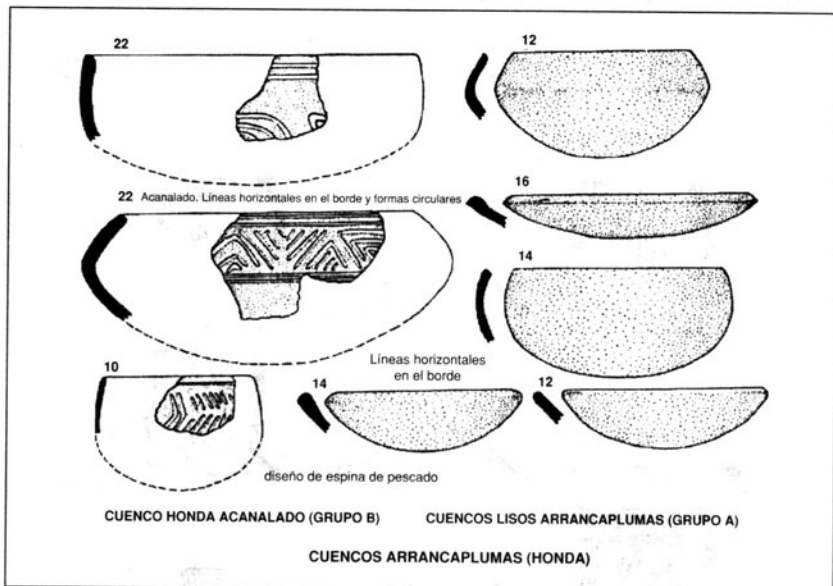 22
12
22 Acanalado. Líneas horizontales en el borde y formas circulares
16
14
10
Líneas horizontales
en el borde
14
12
diseño de espina de pescado
CUENCO HONDA ACANALADO (GRUPO B)
CUENCOS LISOS ARRANCAPLUMAS (GRUPO A)
CUENCOS ARRANCAPLUMAS (HONDA)